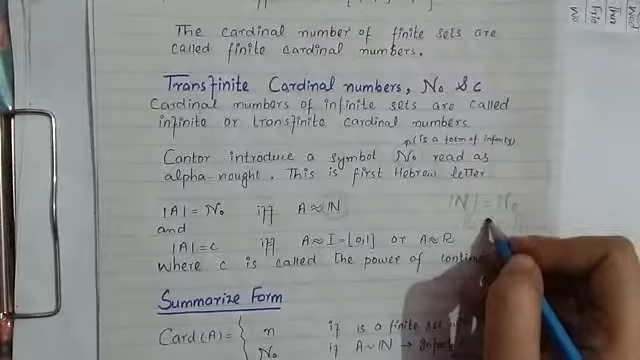 The cardinal number of finite sets are
called finite cardinal numbers.
Transfinite Cardinal numbers, ℵ₀ & c
Cardinal numbers of infinite sets are called
infinite or transfinite cardinal numbers.
(is a form of infinity)
Cantor introduce a symbol ℵ₀ read as
alpha-nought. This is first Hebrew letter
|A| = ℵ₀ iff A ≈ ℕ
|ℕ| = ℵ₀
and
|A| = c iff A ≈ I = [0,1] or A ≈ R
where c is called the power of
Summarize Form
Card (A) = { n if is a finite set
ℵ₀ if A ~ ℕ →